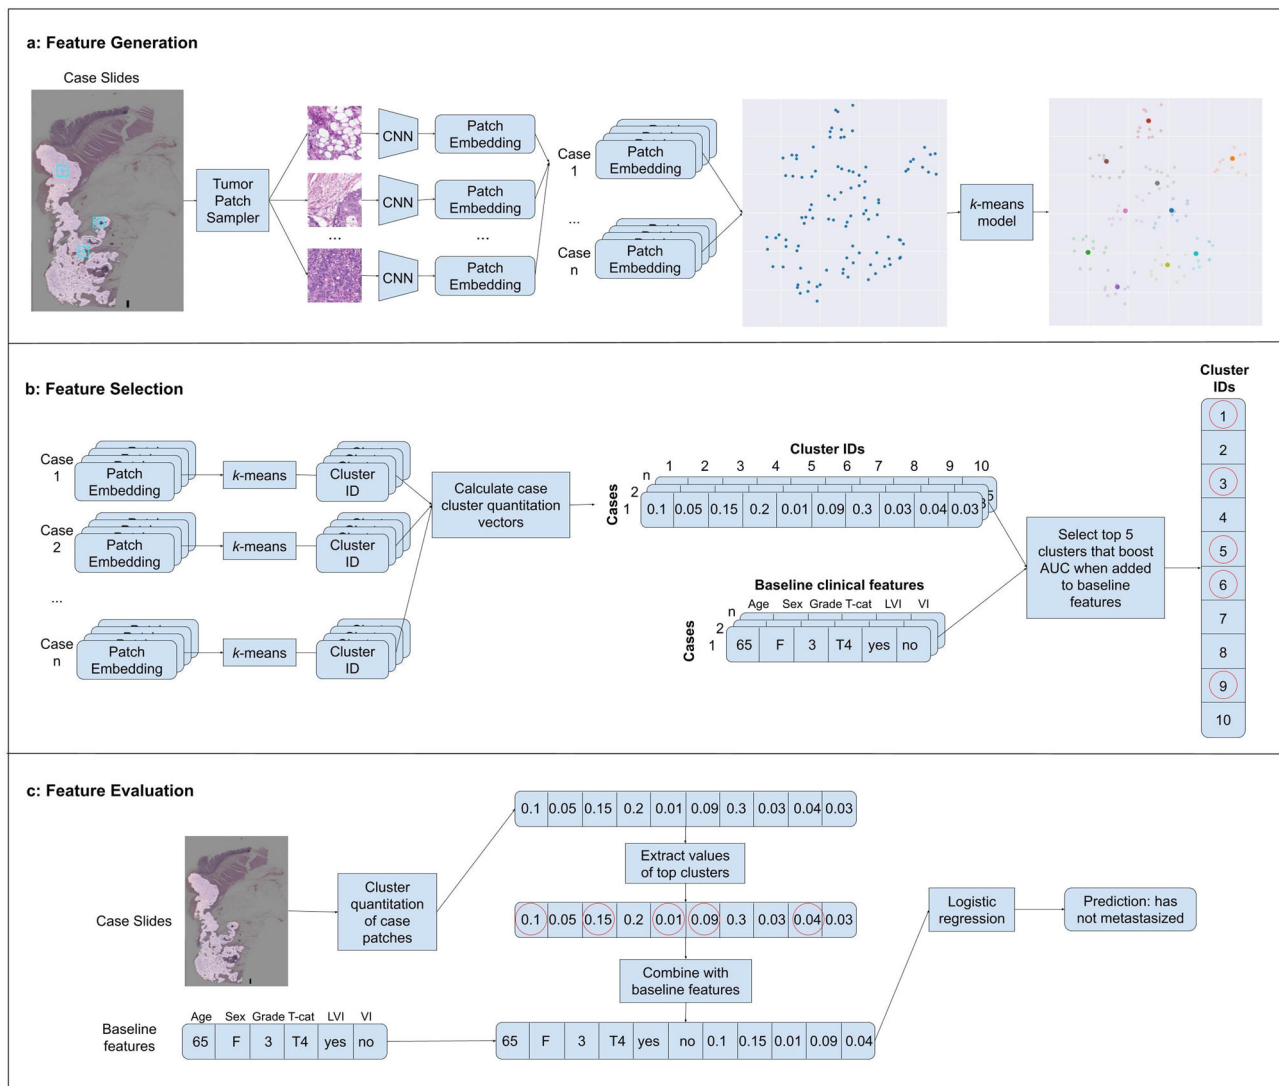 a: Feature Generation
Case Slides
Tumor
Patch
Sampler
CNN
Patch
Embedding
CNN
Patch
Embedding
...
...
CNN
Patch
Embedding
Case
1
Patch
Embedding
...
Case
n
Patch
Embedding
k-means
model
b: Feature Selection
Case
1
Patch
Embedding
k-means
Cluster
ID
Case
2
Patch
Embedding
k-means
Cluster
ID
...
Case
n
Patch
Embedding
k-means
Cluster
ID
Calculate case
cluster quantitation
vectors
Cluster IDs
1 2 3 4 5 6 7 8 9 10
Cases
n
2
1
0.1 0.05 0.15 0.2 0.01 0.09 0.3 0.03 0.04 0.03
Baseline clinical features
Age Sex Grade T-cat LVI VI
Cases
n
2
1
65 F 3 T4 yes no
Select top 5
clusters that boost
AUC when added
to baseline
features
Cluster
IDs
1
2
3
4
5
6
7
8
9
10
c: Feature Evaluation
Case Slides
Cluster
quantitation
of case
patches
0.1 0.05 0.15 0.2 0.01 0.09 0.3 0.03 0.04 0.03
Extract values
of top clusters
0.1 0.05 0.15 0.2 0.01 0.09 0.3 0.03 0.04 0.03
Combine with
baseline features
Baseline
features
Age Sex Grade T-cat LVI VI
65 F 3 T4 yes no
65 F 3 T4 yes no 0.1 0.15 0.01 0.09 0.04
Logistic
regression
Prediction: has
not metastasized